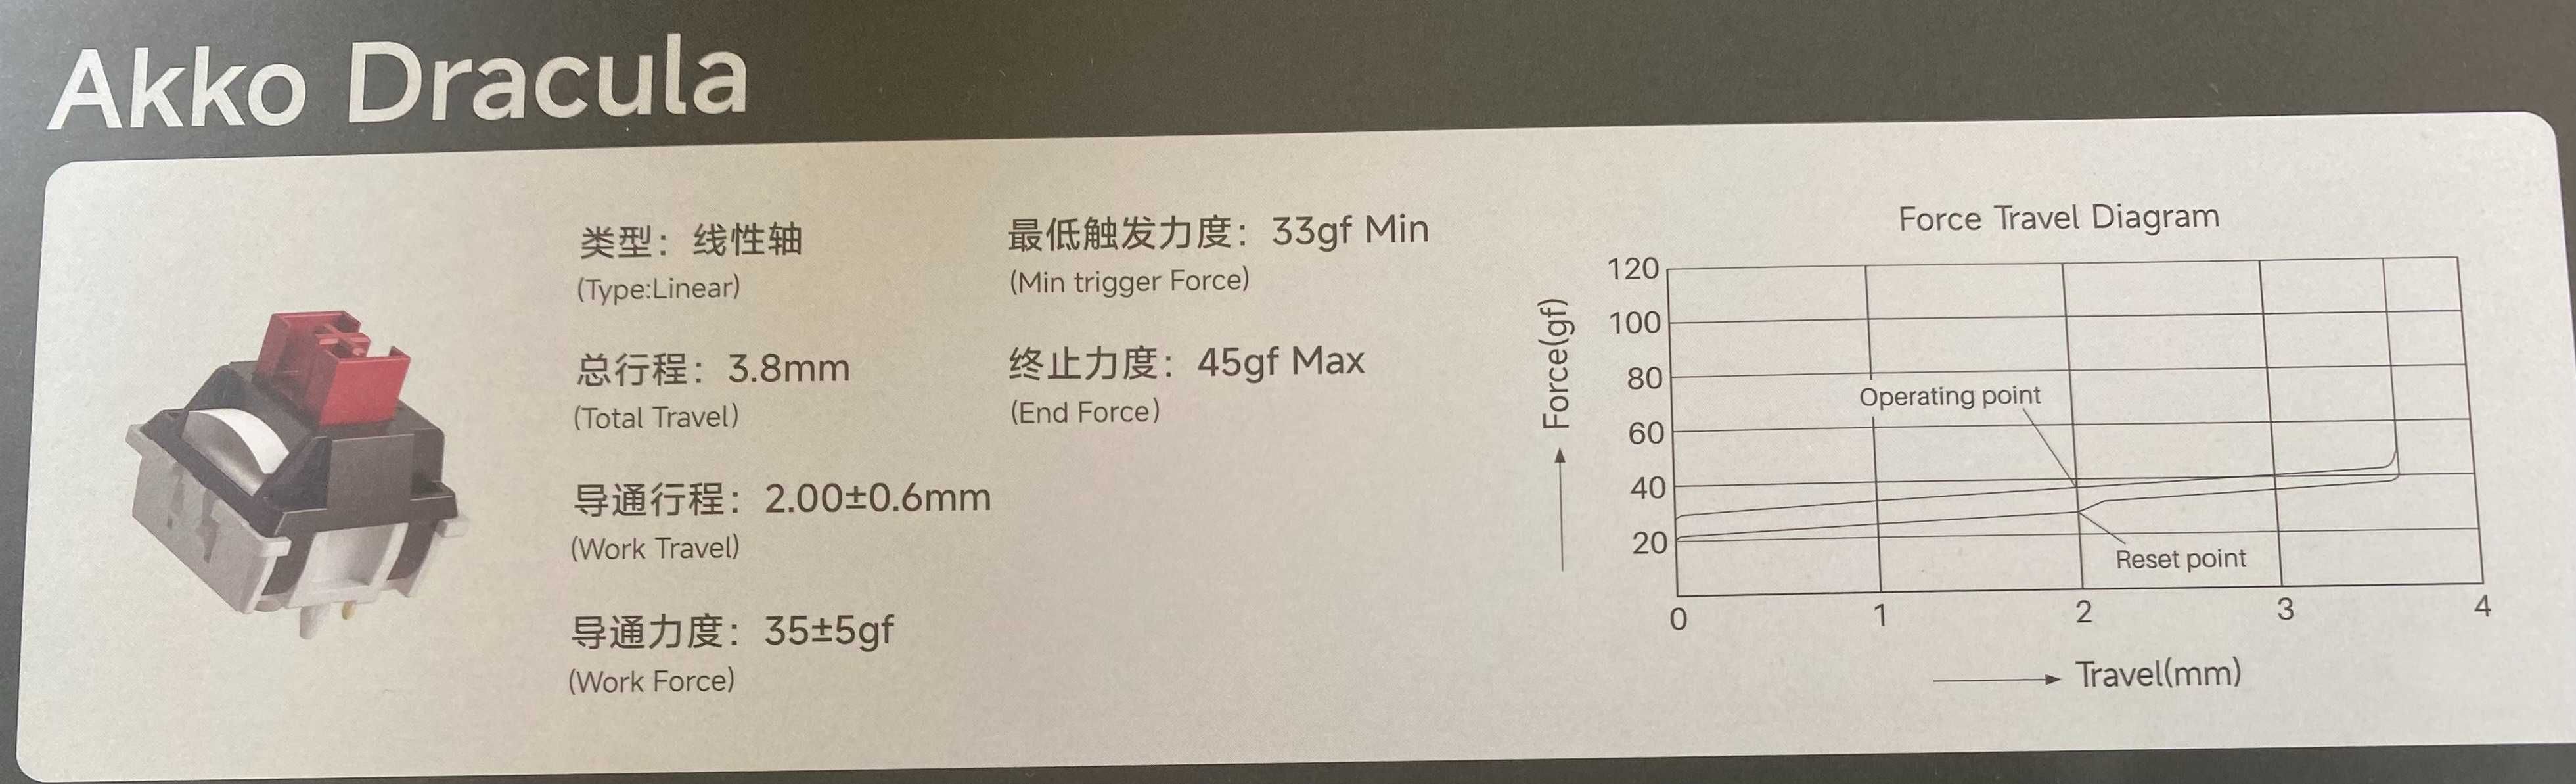 Akko Dracula
类型：线性轴
(Type:Linear)
总行程：3.8mm
(Total Travel)
导通行程：2.00±0.6mm
(Work Travel)
导通力度：35±5gf
(Work Force)
最低触发力度：33gf Min
(Min trigger Force)
终止力度：45gf Max
(End Force)
Force Travel Diagram
Force(gf)
120
100
80
60
40
20
Operating point
Reset point
0 1 2 3 4
Travel(mm)